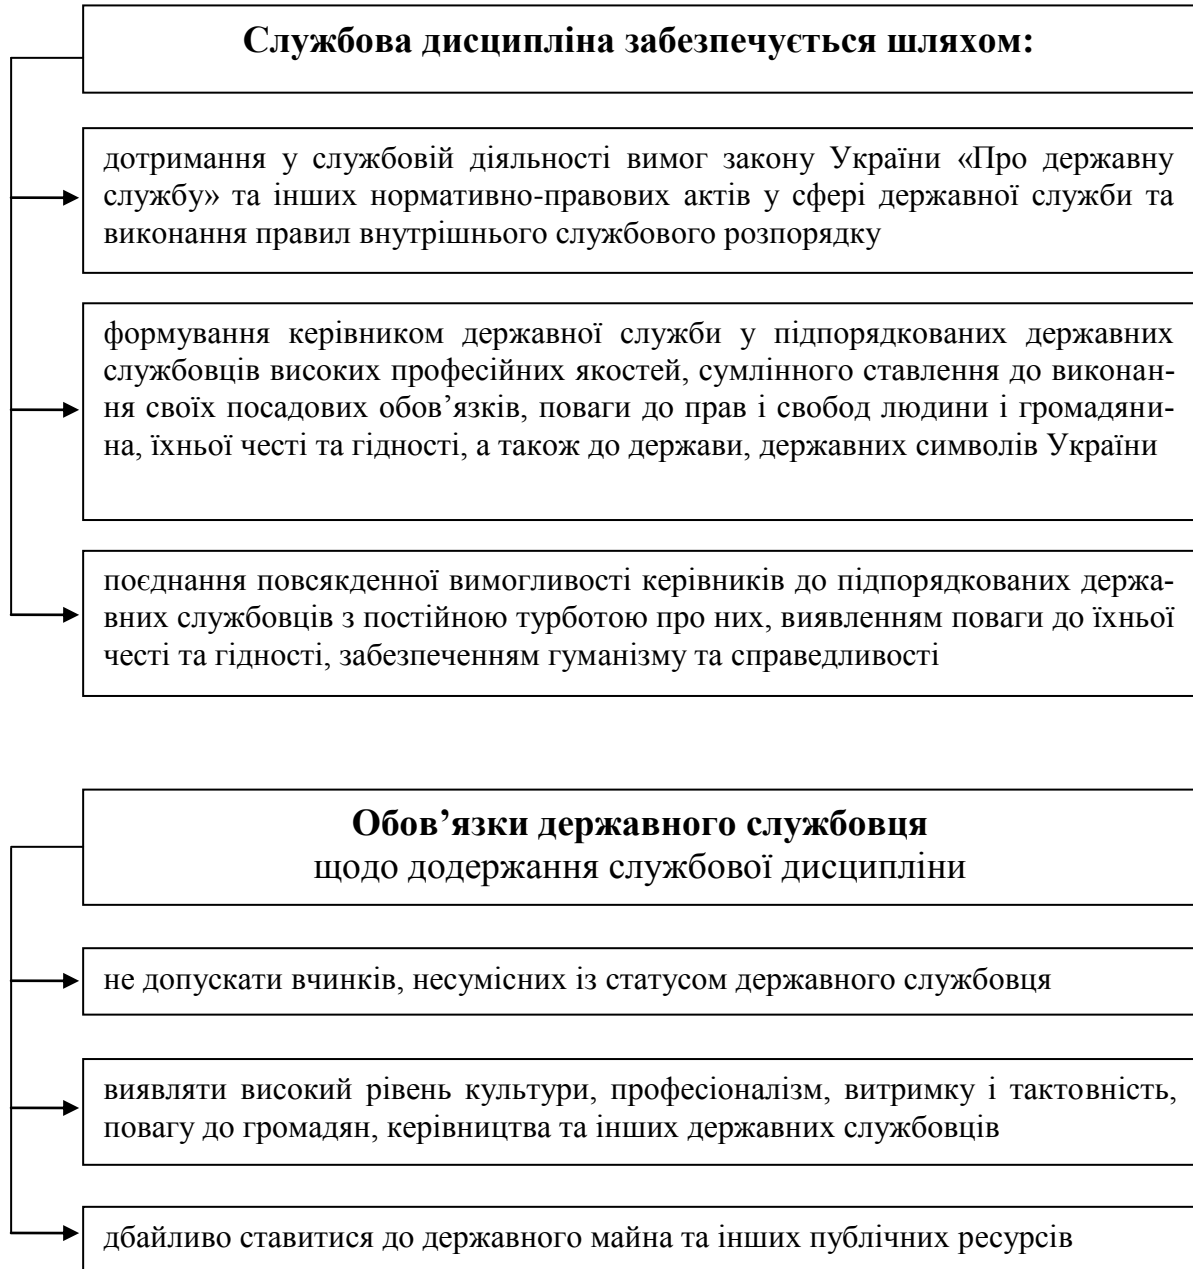 Службова дисципліна забезпечується шляхом:
дотримання у службовій діяльності вимог закону України «Про державну
службу» та інших нормативно-правових актів у сфері державної служби та
виконання правил внутрішнього службового розпорядку
формування керівником державної служби у підпорядкованих державних
службовців високих професійних якостей, сумлінного ставлення до виконан-
ня своїх посадових обов’язків, поваги до прав і свобод людини і громадяни-
на, їхньої честі та гідності, а також до держави, державних символів України
поєднання повсякденної вимогливості керівників до підпорядкованих держа-
вних службовців з постійною турботою про них, виявленням поваги до їхньої
честі та гідності, забезпеченням гуманізму та справедливості
Обов’язки державного службовця
щодо додержання службової дисципліни
не допускати вчинків, несумісних із статусом державного службовця
виявляти високий рівень культури, професіоналізм, витримку і тактовність,
повагу до громадян, керівництва та інших державних службовців
дбайливо ставитися до державного майна та інших публічних ресурсів